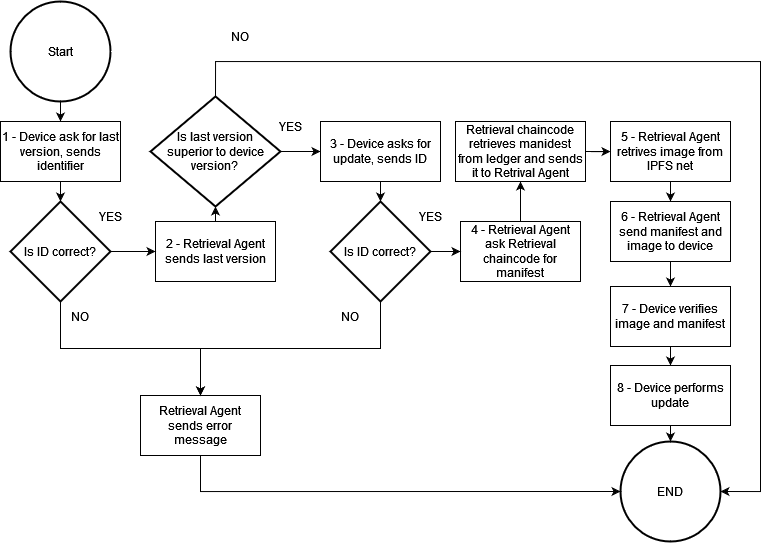 Start
1 - Device ask for last
version, sends
identifier
Is ID correct?
YES
NO
2 - Retrieval Agent
sends last version
Is last version
superior to device
version?
NO
YES
3 - Device asks for
update, sends ID
Is ID correct?
YES
NO
4 - Retrieval Agent
ask Retrieval
chaincode for
manifest
Retrieval chaincode
retrieves manidest
from ledger and sends
it to Retrival Agent
5 - Retrieval Agent
retrives image from
IPFS net
6 - Retrieval Agent
send manifest and
image to device
7 - Device verifies
image and manifest
8 - Device performs
update
Retrieval Agent
sends error
message
END